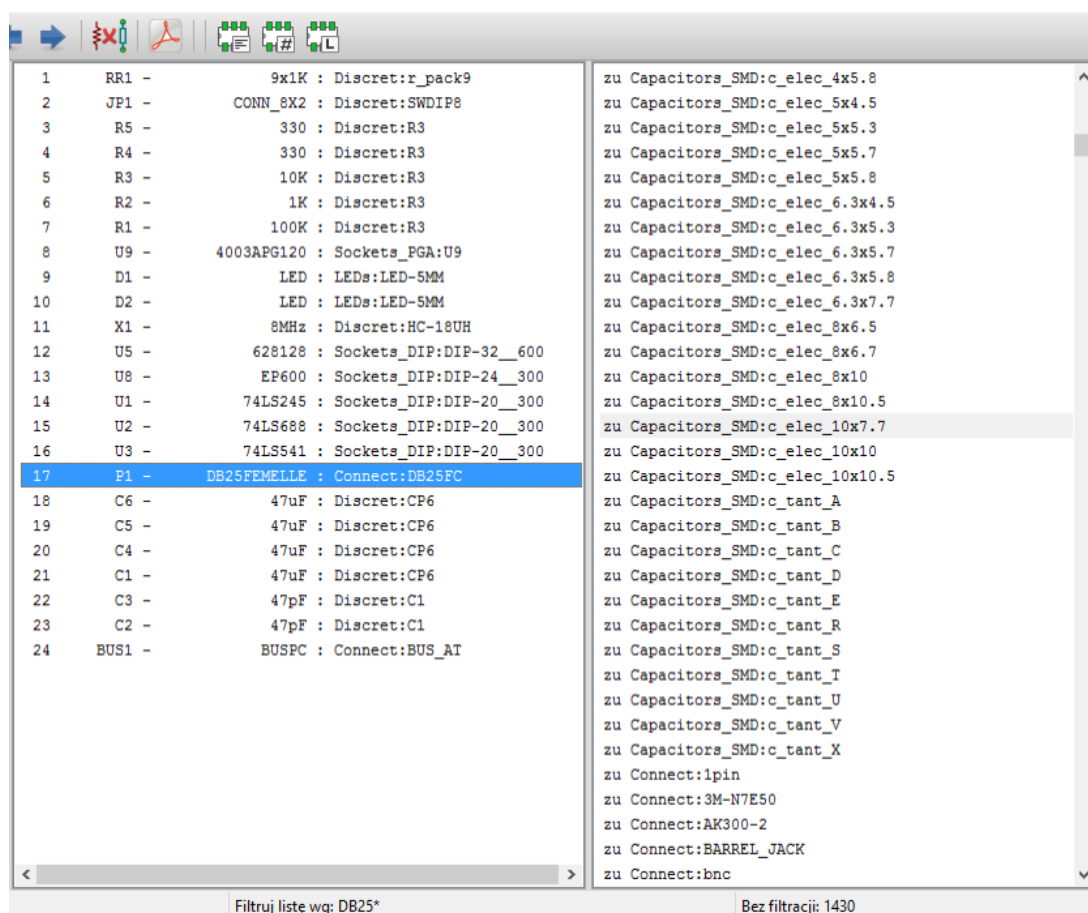 1 RR1 - 9x1K : Discret:r_pack9
2 JP1 - CONN_8X2 : Discret:SWDIP8
3 R5 - 330 : Discret:R3
4 R4 - 330 : Discret:R3
5 R3 - 10K : Discret:R3
6 R2 - 1K : Discret:R3
7 R1 - 100K : Discret:R3
8 U9 - 4003APG120 : Sockets_PGA:U9
9 D1 - LED : LEDs:LED-5MM
10 D2 - LED : LEDs:LED-5MM
11 X1 - 8MHz : Discret:HC-18UH
12 U5 - 628128 : Sockets_DIP:DIP-32__600
13 U8 - EP600 : Sockets_DIP:DIP-24__300
14 U1 - 74LS245 : Sockets_DIP:DIP-20__300
15 U2 - 74LS688 : Sockets_DIP:DIP-20__300
16 U3 - 74LS541 : Sockets_DIP:DIP-20__300
17 P1 - DB25FEMELLE : Connect:DB25FC
18 C6 - 47uF : Discret:CP6
19 C5 - 47uF : Discret:CP6
20 C4 - 47uF : Discret:CP6
21 C1 - 47uF : Discret:CP6
22 C3 - 47pF : Discret:C1
23 C2 - 47pF : Discret:C1
24 BUS1 - BUSPC : Connect:BUS_AT
zu Capacitors_SMD:c_elec_4x5.8
zu Capacitors_SMD:c_elec_5x4.5
zu Capacitors_SMD:c_elec_5x5.3
zu Capacitors_SMD:c_elec_5x5.7
zu Capacitors_SMD:c_elec_5x5.8
zu Capacitors_SMD:c_elec_6.3x4.5
zu Capacitors_SMD:c_elec_6.3x5.3
zu Capacitors_SMD:c_elec_6.3x5.7
zu Capacitors_SMD:c_elec_6.3x5.8
zu Capacitors_SMD:c_elec_6.3x7.7
zu Capacitors_SMD:c_elec_8x6.5
zu Capacitors_SMD:c_elec_8x6.7
zu Capacitors_SMD:c_elec_8x10
zu Capacitors_SMD:c_elec_8x10.5
zu Capacitors_SMD:c_elec_10x7.7
zu Capacitors_SMD:c_elec_10x10
zu Capacitors_SMD:c_elec_10x10.5
zu Capacitors_SMD:c_tant_A
zu Capacitors_SMD:c_tant_B
zu Capacitors_SMD:c_tant_C
zu Capacitors_SMD:c_tant_D
zu Capacitors_SMD:c_tant_E
zu Capacitors_SMD:c_tant_R
zu Capacitors_SMD:c_tant_S
zu Capacitors_SMD:c_tant_T
zu Capacitors_SMD:c_tant_U
zu Capacitors_SMD:c_tant_V
zu Capacitors_SMD:c_tant_X
zu Connect:1pin
zu Connect:3M-N7E50
zu Connect:AK300-2
zu Connect:BARREL_JACK
zu Connect:bnc
Filtruj liste wg: DB25*
Bez filtracji: 1430